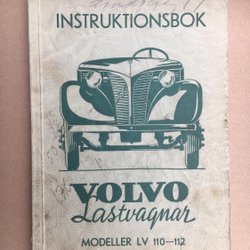 INSTRUKTIONSBOK
VOLVO
Lastvagnar
MODELLER LV 110—112